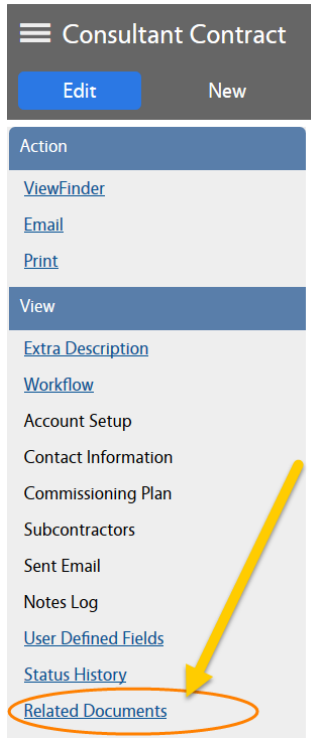 Consultant Contract
Edit New
Action
ViewFinder
Email
Print
View
Extra Description
Workflow
Account Setup
Contact Information
Commissioning Plan
Subcontractors
Sent Email
Notes Log
User Defined Fields
Status History
Related Documents